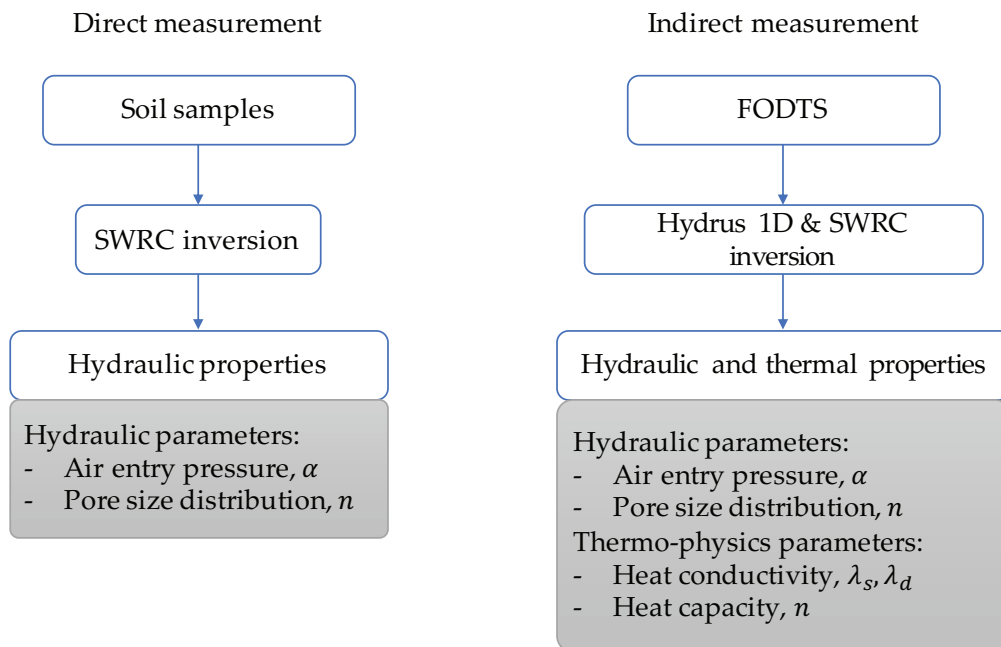 Direct measurement
Soil samples
SWRC inversion
Hydraulic properties
Hydraulic parameters:
- Air entry pressure, α
- Pore size distribution, n
Indirect measurement
FODTS
Hydrus 1D & SWRC
inversion
Hydraulic and thermal properties
Hydraulic parameters:
- Air entry pressure, α
- Pore size distribution, n
Thermo-physics parameters:
- Heat conductivity, λs, λd
- Heat capacity, n